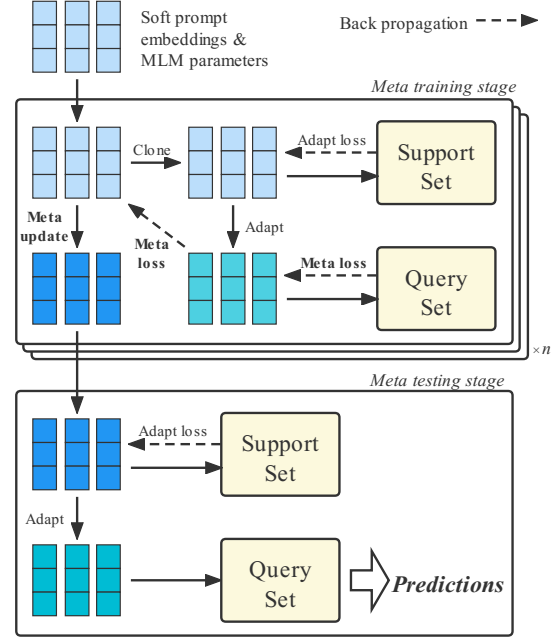 Soft prompt
embeddings &
MLM parameters
Back propagation
Meta training stage
Clone
Adapt loss
Support
Set
Meta
update
Meta
loss
Adapt
Meta loss
Query
Set
×n
Meta testing stage
Adapt loss
Support
Set
Adapt
Query
Set
Predictions